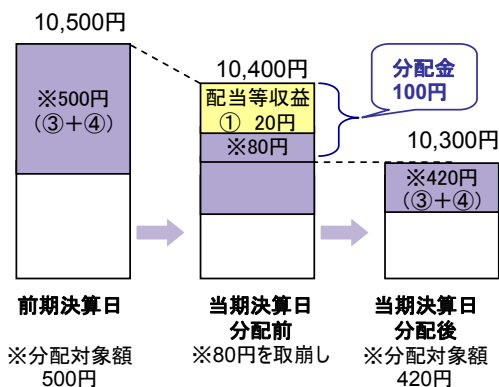 10,500円
※500円
(③+④)
前期決算日
※分配対象額
500円
10,400円
配当等収益
① 20円
※80円
当期決算日
分配前
※80円を取崩し
分配金
100円
10,300円
※420円
(③+④)
当期決算日
分配後
※分配対象額
420円